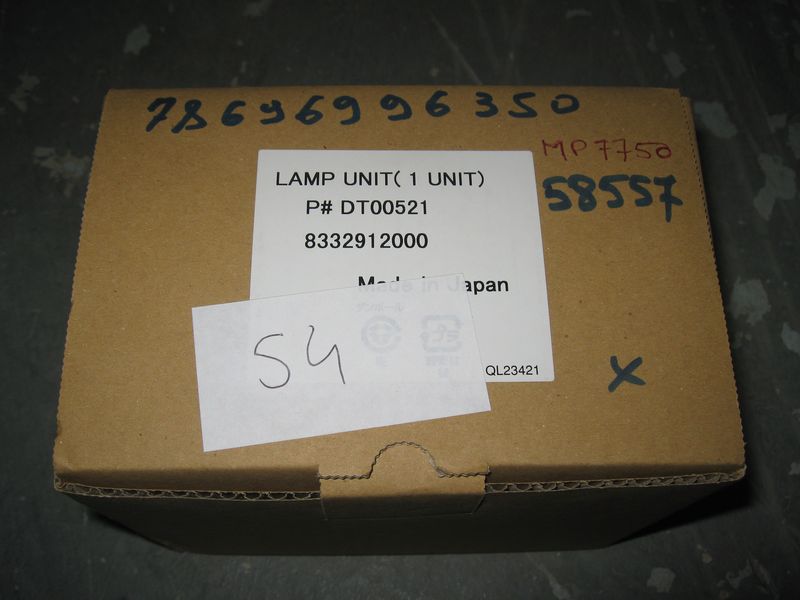 78696996350
MP7750
58557
LAMP UNIT( 1 UNIT)
P# DT00521
8332912000
Made in Japan
ダンボール
54
QL23421
X